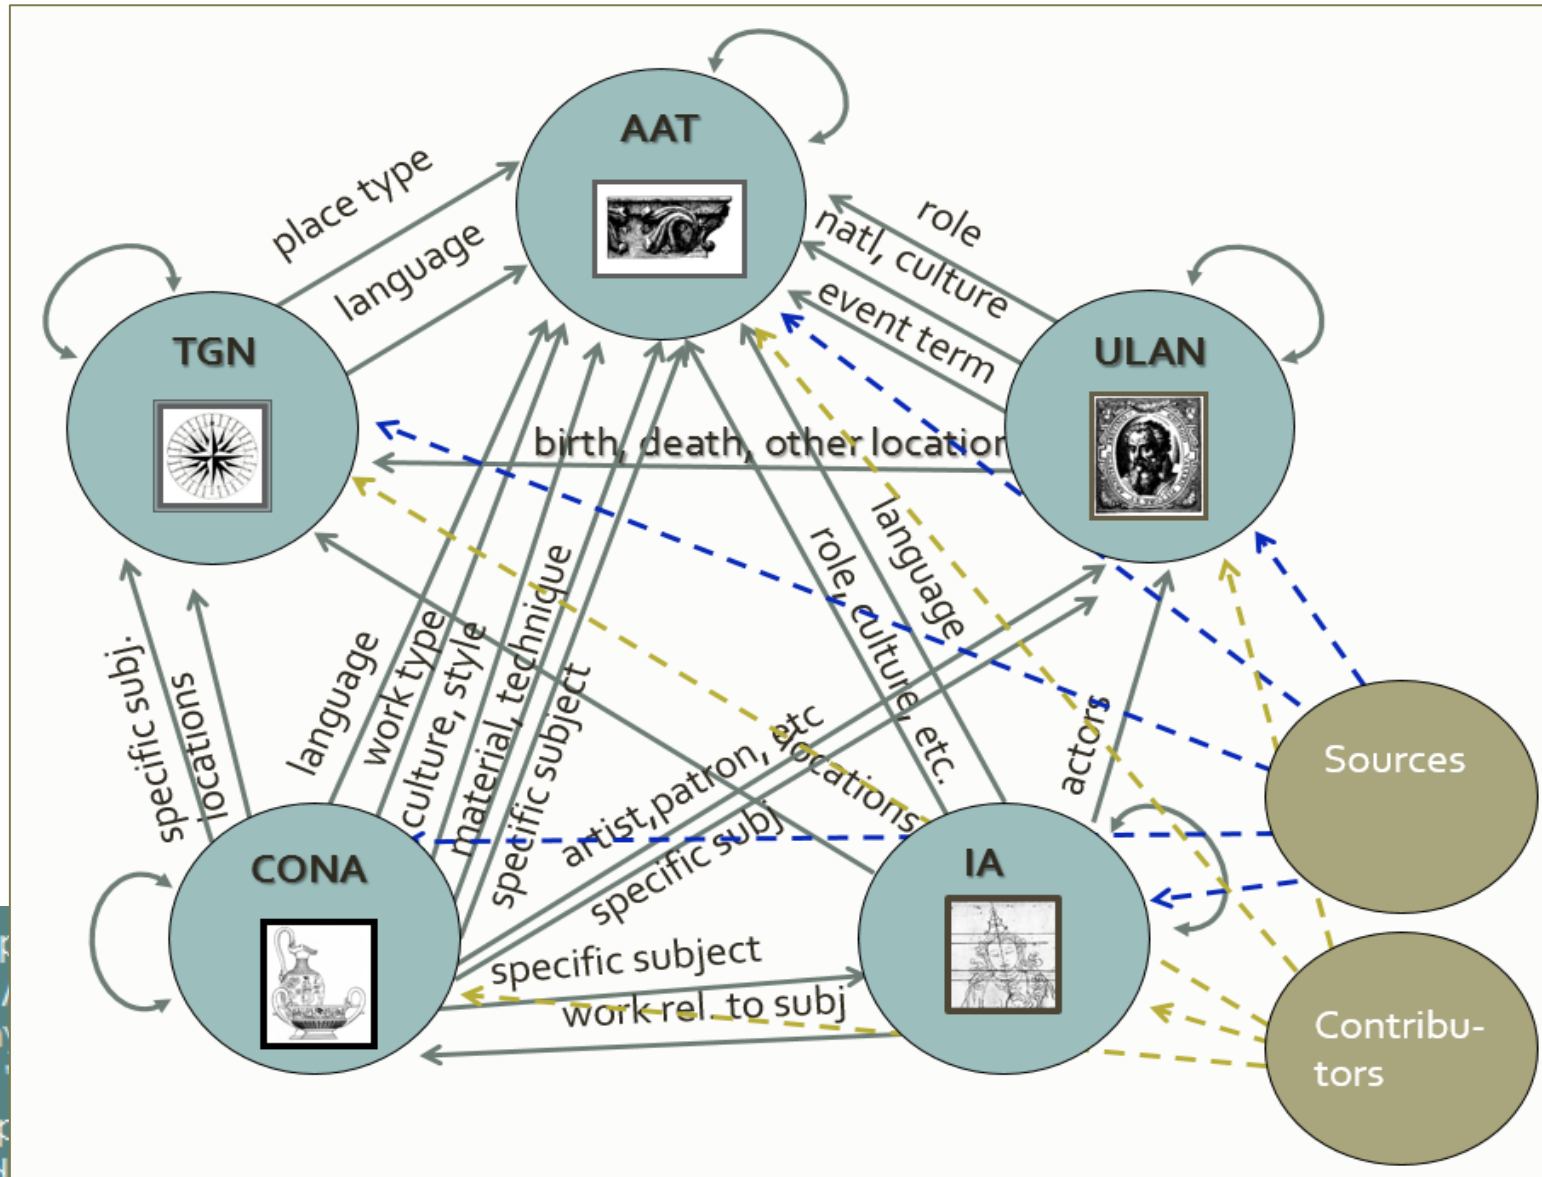 AAT
place type
language
role
natl, culture
event term
TGN
ULAN
birth, death, other location
language
role, culture, etc.
specific subj.
locations
language
work type
culture, style
material, technique
specific subject
artist,patron, etc
specific subj
locations
actors
Sources
CONA
IA
specific subject
work rel. to subj
Contribu-
tors